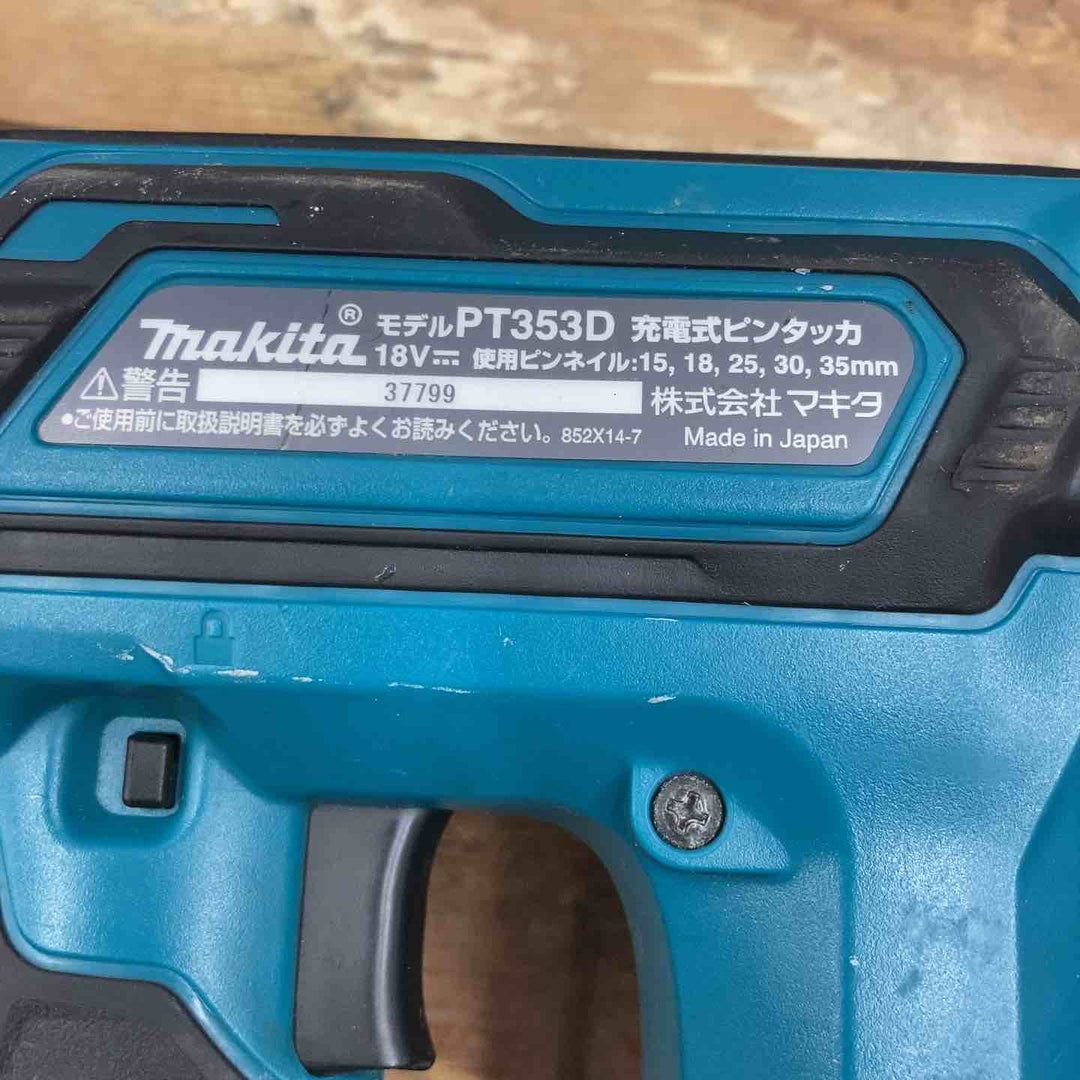 makita® モデルPT353D 充電式ピンタッカ
18V⎓ 使用ピンネイル:15, 18, 25, 30, 35mm
⚠警告 37799 株式会社 マキタ
●ご使用前に取扱説明書を必ずよくお読みください。852X14-7 Made in Japan